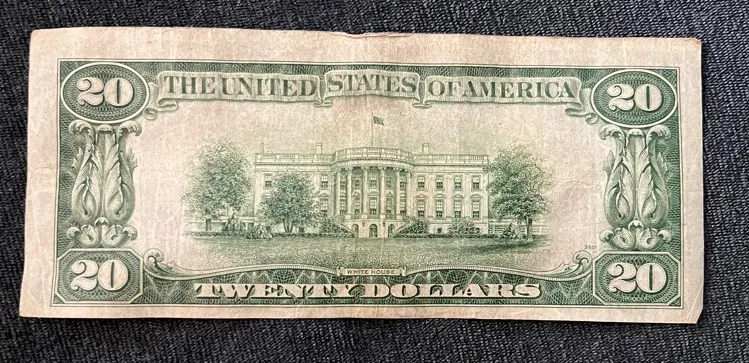 20 THE UNITED STATES OF AMERICA 20
WHITE HOUSE
20 TWENTY DOLLARS 20